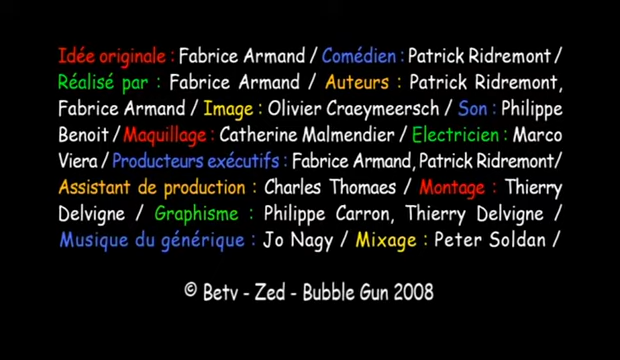 Idée originale : Fabrice Armand / Comédien : Patrick Ridremont /
Réalisé par : Fabrice Armand / Auteurs : Patrick Ridremont,
Fabrice Armand / Image : Olivier Craeymeersch / Son : Philippe
Benoit / Maquillage : Catherine Malmendier / Electricien : Marco
Viera / Producteurs exécutifs : Fabrice Armand, Patrick Ridremont/
Assistant de production : Charles Thomaes / Montage : Thierry
Delvigne / Graphisme : Philippe Carron, Thierry Delvigne /
Musique du générique : Jo Nagy / Mixage : Peter Soldan /
© Betv - Zed - Bubble Gun 2008